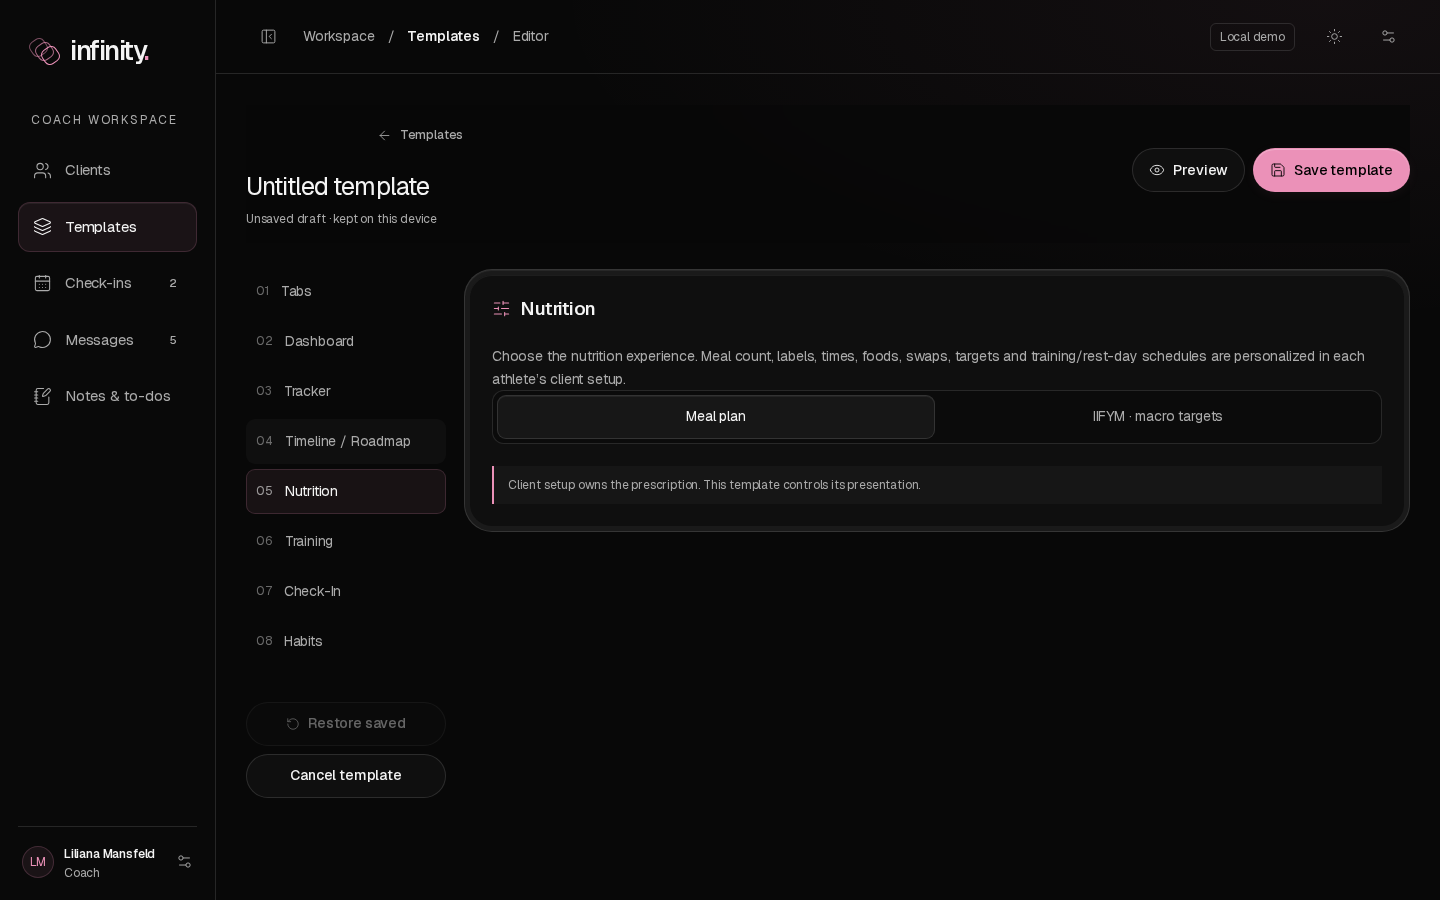 infinity.
Workspace / Templates / Editor
Local demo
COACH WORKSPACE
Clients
Templates
Check-ins 2
Messages 5
Notes & to-dos
Templates
Untitled template
Unsaved draft · kept on this device
Preview
Save template
01 Tabs
02 Dashboard
03 Tracker
04 Timeline / Roadmap
05 Nutrition
06 Training
07 Check-In
08 Habits
Restore saved
Cancel template
Nutrition
Choose the nutrition experience. Meal count, labels, times, foods, swaps, targets and training/rest-day schedules are personalized in each
athlete's client setup.
Meal plan
IIFYM · macro targets
Client setup owns the prescription. This template controls its presentation.
LM
Liliana Mansfeld
Coach